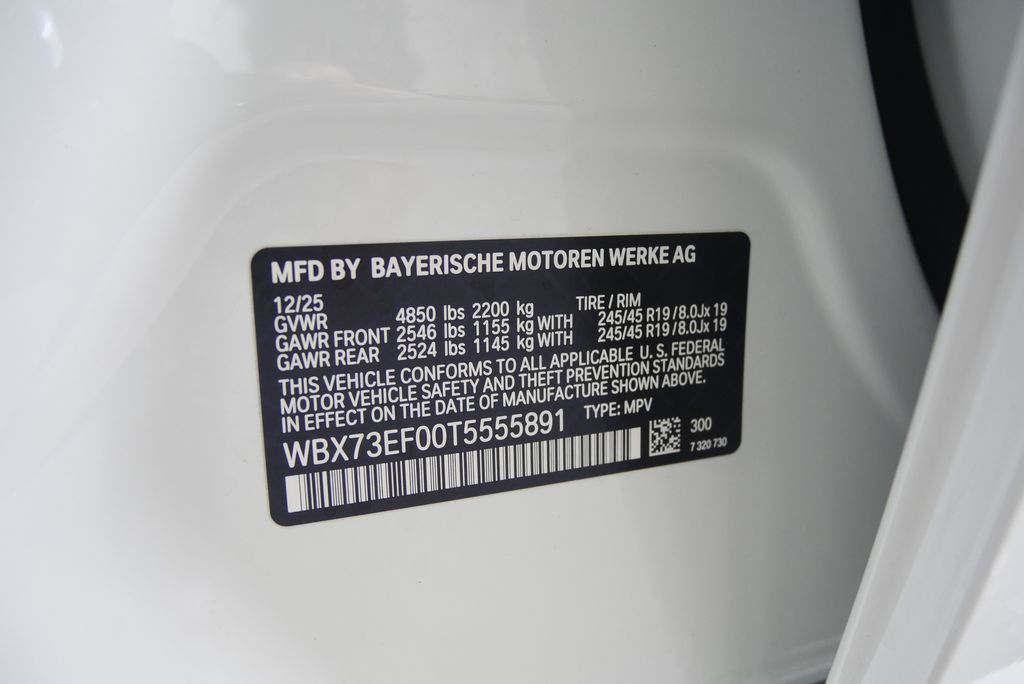 MFD BY BAYERISCHE MOTOREN WERKE AG
12/25 TIRE / RIM
GVWR 4850 lbs 2200 kg
GAWR FRONT 2546 lbs 1155 kg WITH 245/45 R19 /8.0Jx 19
GAWR REAR 2524 lbs 1145 kg WITH 245/45 R19 /8.0Jx 19
THIS VEHICLE CONFORMS TO ALL APPLICABLE U. S. FEDERAL
MOTOR VEHICLE SAFETY AND THEFT PREVENTION STANDARDS
IN EFFECT ON THE DATE OF MANUFACTURE SHOWN ABOVE.
WBX73EF00T5555891 TYPE: MPV
300
7 320 730